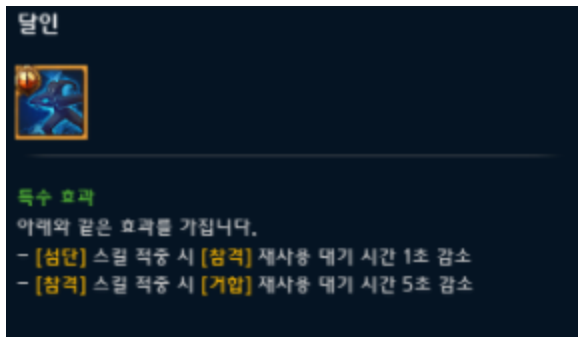 달인
특수 효과
아래와 같은 효과를 가집니다.
- [섬단] 스킬 적중 시 [참격] 재사용 대기 시간 1초 감소
- [참격] 스킬 적중 시 [거합] 재사용 대기 시간 5초 감소